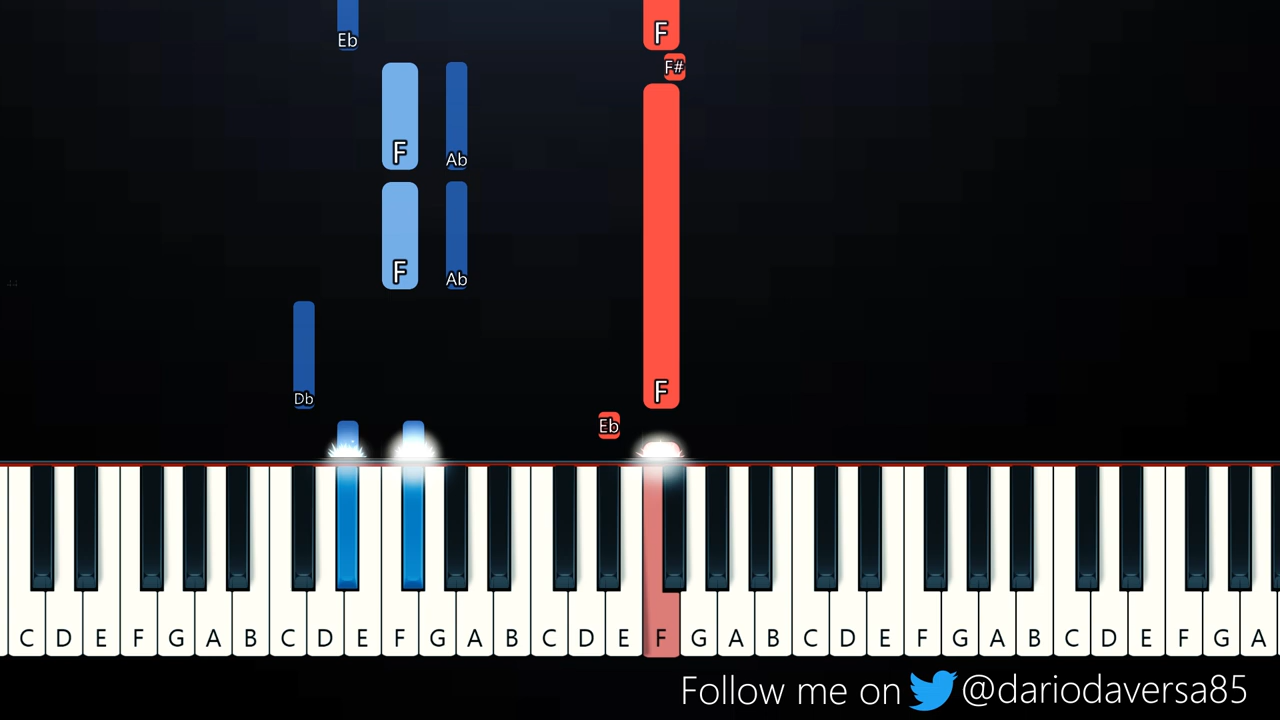 Eb F
F#
F Ab
F Ab
Db F
Eb
C D E F G A B C D E F G A B C D E F G A B C D E F G A B C D E F G A
Follow me on @dariodaversa85